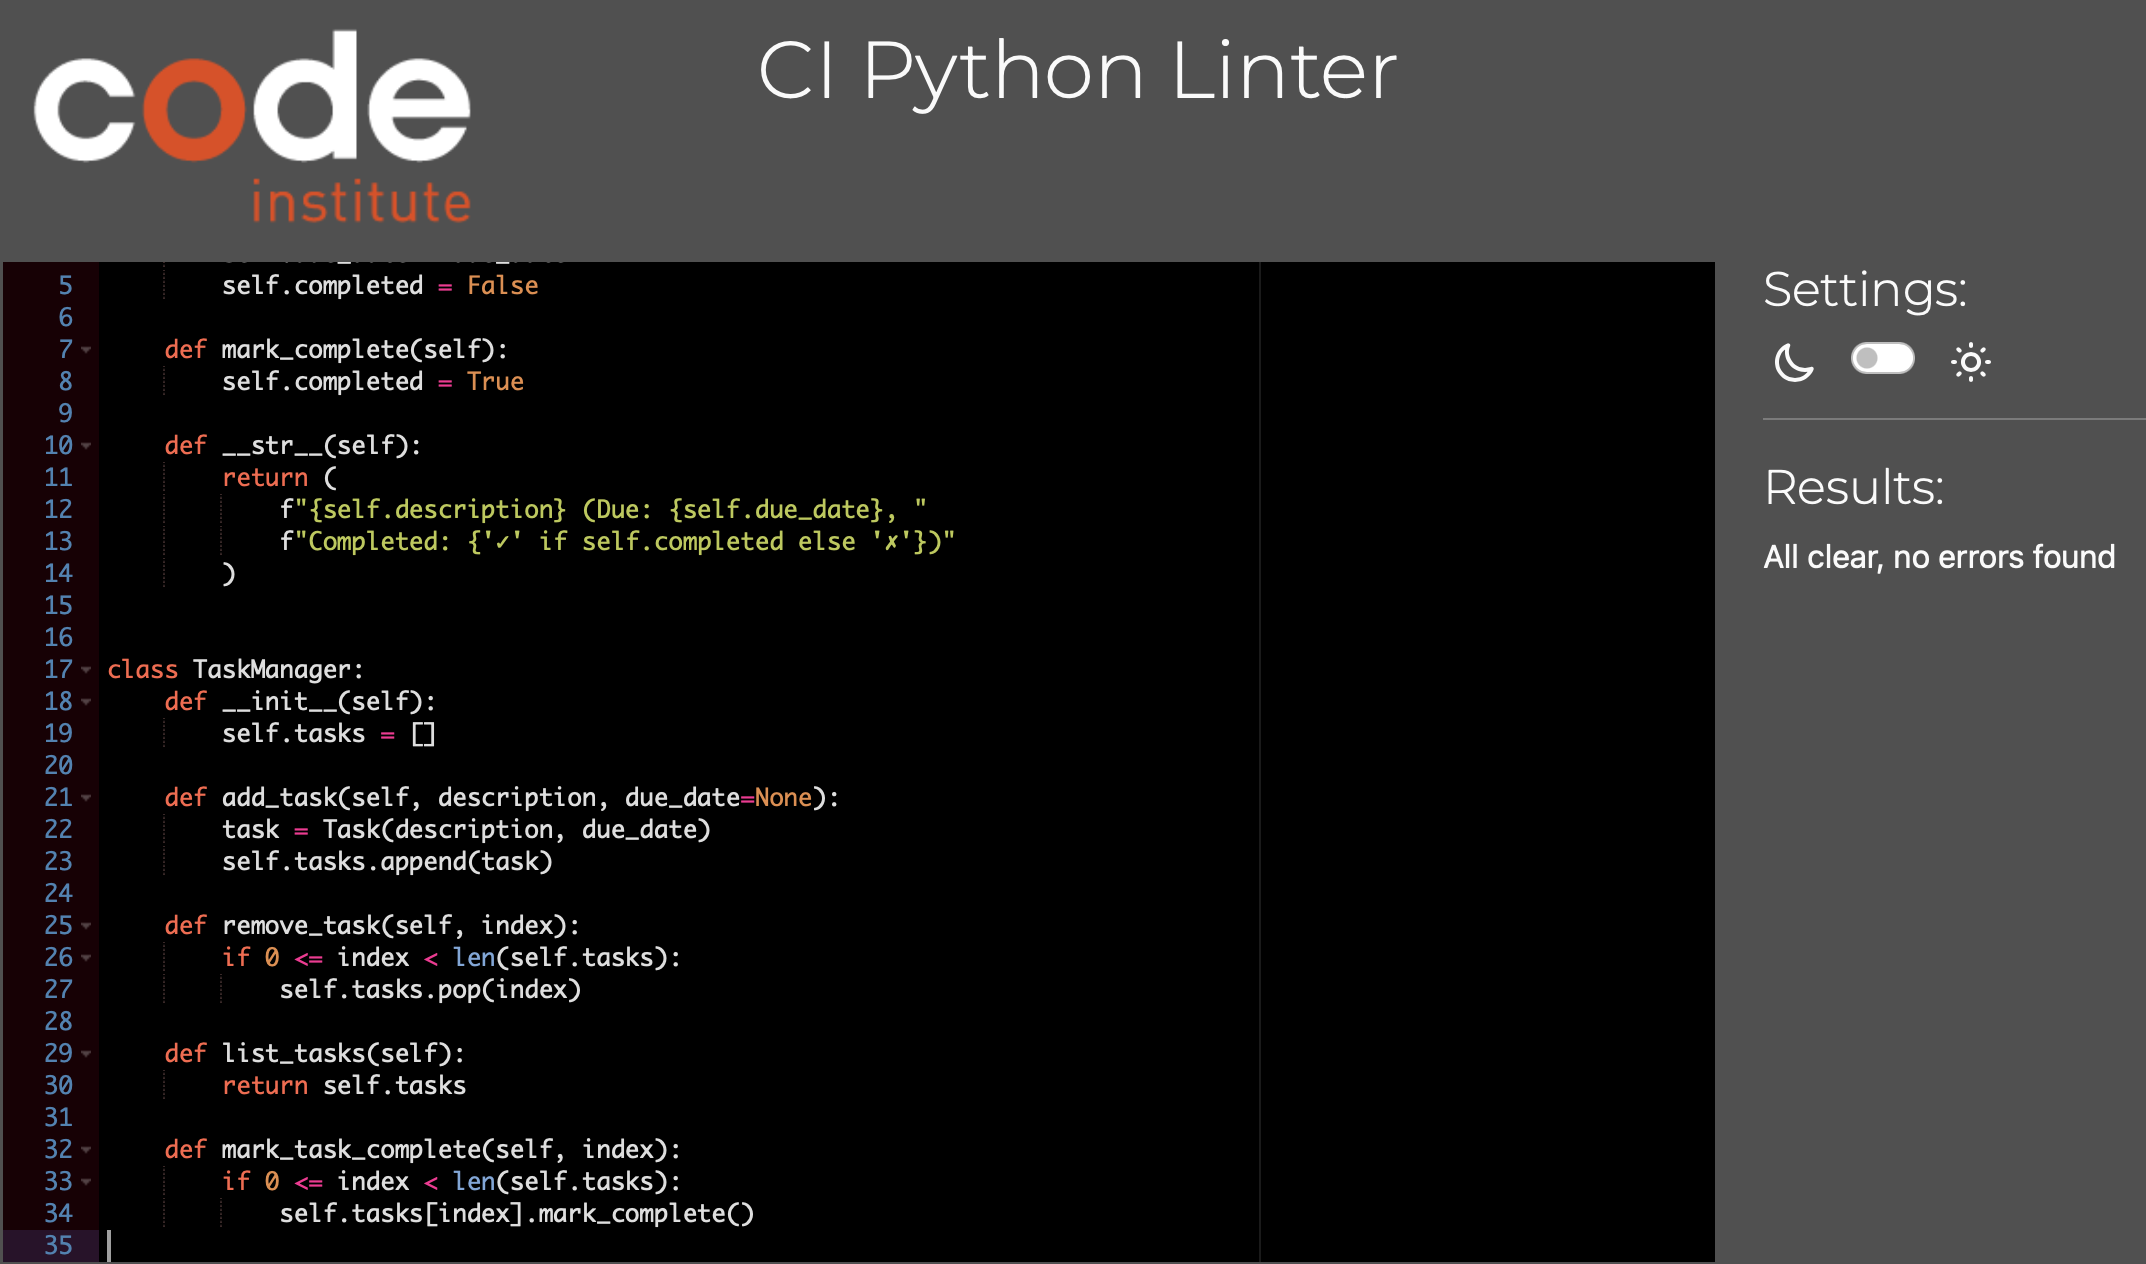 code
institute
CI Python Linter
5 self.completed = False
6
7 def mark_complete(self):
8 self.completed = True
9
10 def __str__(self):
11 return (
12 f"{self.description} (Due: {self.due_date}, "
13 f"Completed: {'✓' if self.completed else '✗'})"
14 )
15
16
17 class TaskManager:
18 def __init__(self):
19 self.tasks = []
20
21 def add_task(self, description, due_date=None):
22 task = Task(description, due_date)
23 self.tasks.append(task)
24
25 def remove_task(self, index):
26 if 0 <= index < len(self.tasks):
27 self.tasks.pop(index)
28
29 def list_tasks(self):
30 return self.tasks
31
32 def mark_task_complete(self, index):
33 if 0 <= index < len(self.tasks):
34 self.tasks[index].mark_complete()
35
Settings:
Results:
All clear, no errors found